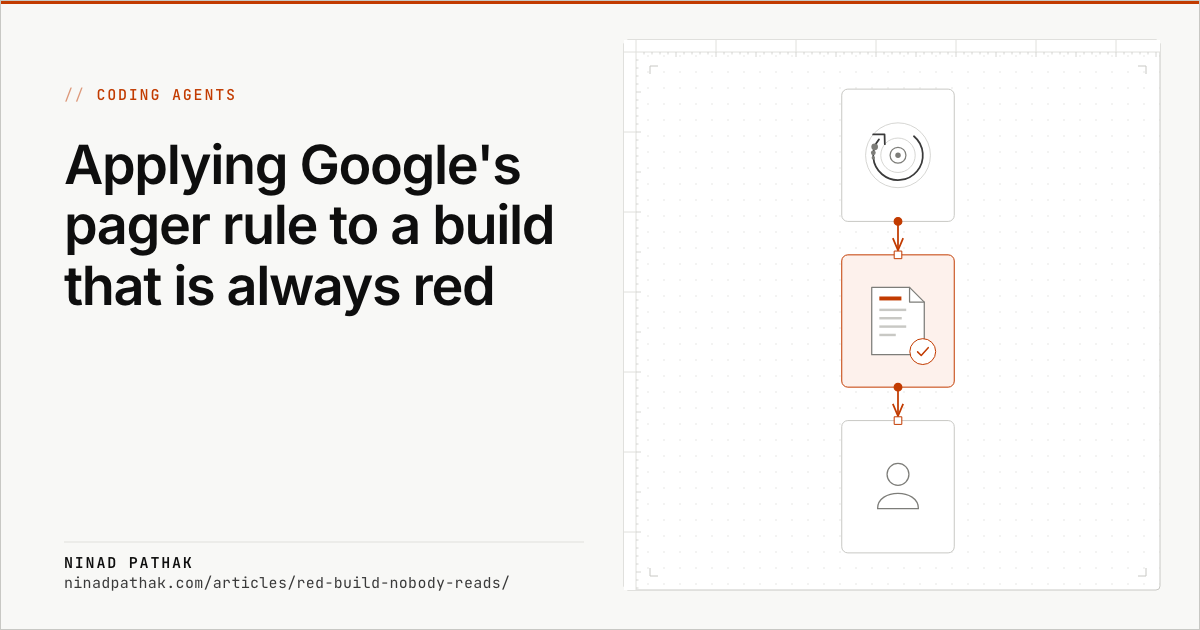 // CODING AGENTS
Applying Google's
pager rule to a build
that is always red
NINAD PATHAK
ninadpathak.com/articles/red-build-nobody-reads/